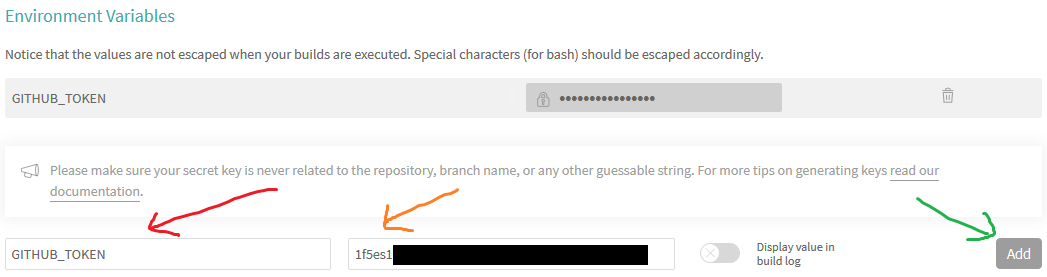 Environment Variables
Notice that the values are not escaped when your builds are executed. Special characters (for bash) should be escaped accordingly.
GITHUB_TOKEN ••••••••••••••••
Please make sure your secret key is never related to the repository, branch name, or any other guessable string. For more tips on generating keys read our
documentation.
GITHUB_TOKEN 1f5es1 Display value in
build log Add